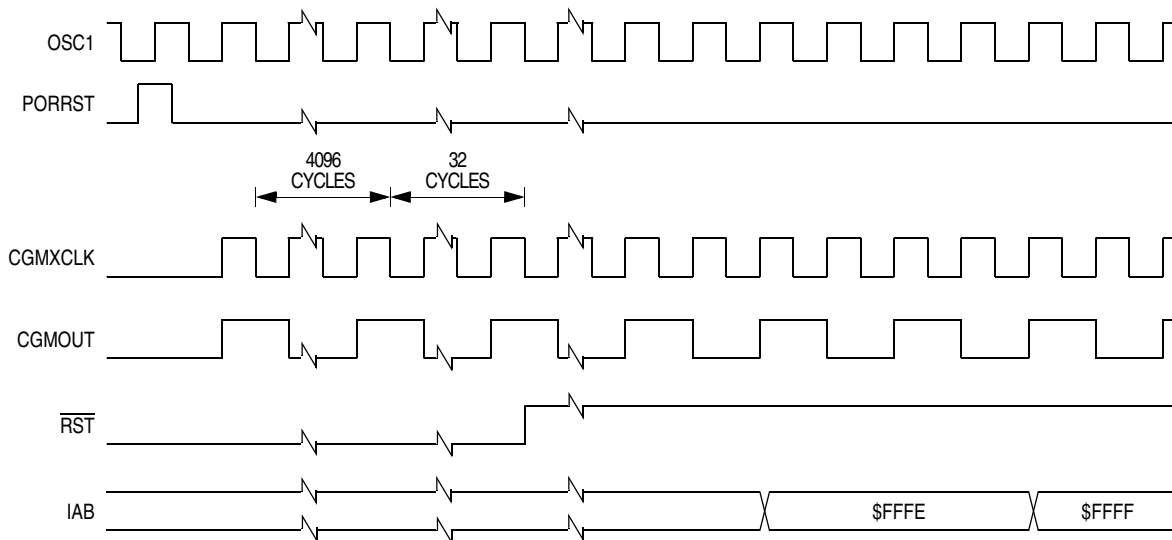 OSC1
PORRST
4096
CYCLES
32
CYCLES
CGMXCLK
CGMOUT
RST
IAB
$FFFE
$FFFF